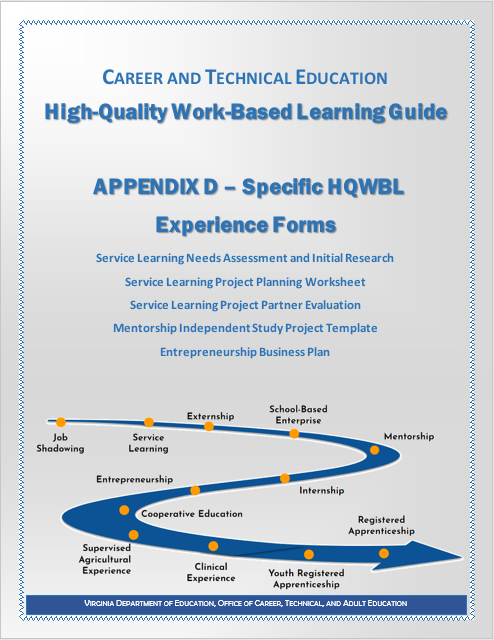 CAREER AND TECHNICAL EDUCATION
High-Quality Work-Based Learning Guide
APPENDIX D – Specific HQWBL
Experience Forms
Service Learning Needs Assessment and Initial Research
Service Learning Project Planning Worksheet
Service Learning Project Partner Evaluation
Mentorship Independent Study Project Template
Entrepreneurship Business Plan
Job
Shadowing
Service
Learning
Externship
School-Based
Enterprise
Mentorship
Internship
Entrepreneurship
Cooperative Education
Supervised
Agricultural
Experience
Clinical
Experience
Youth Registered
Apprenticeship
Registered
Apprenticeship
VIRGINIA DEPARTMENT OF EDUCATION, OFFICE OF CAREER, TECHNICAL, AND ADULT EDUCATION